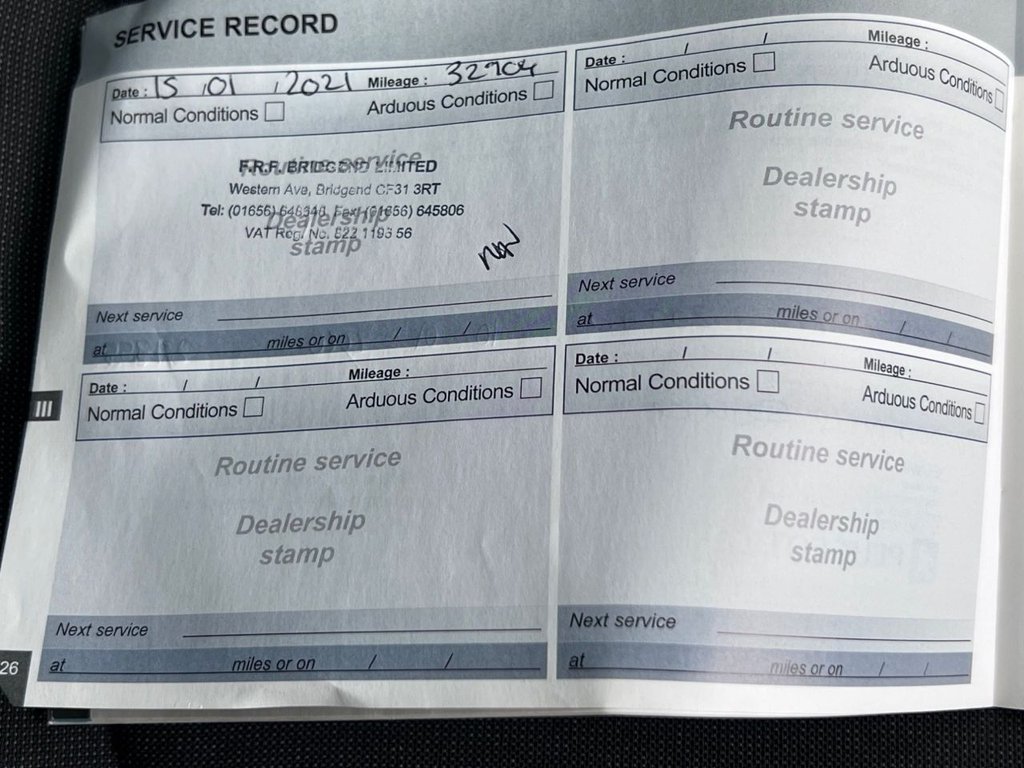 SERVICE RECORD
Date : 15 / 01 / 2021 Mileage : 32904
Normal Conditions Arduous Conditions
Routine service
Dealership
stamp
F.R.F. BRIDGEND LIMITED
Western Ave, Bridgend CF31 3RT
Tel: (01656) Fax: (01656) 645806
VAT Reg. No. 822 1193 56
Next service
at miles or on / /
Date : / / Mileage :
Normal Conditions Arduous Conditions
Routine service
Dealership
stamp
Next service
at miles or on / /
III
Date : / / Mileage :
Normal Conditions Arduous Conditions
Routine service
Dealership
stamp
Next service
at miles or on / /
Date : / / Mileage :
Normal Conditions Arduous Conditions
Routine service
Dealership
stamp
Next service
at miles or on / /
26